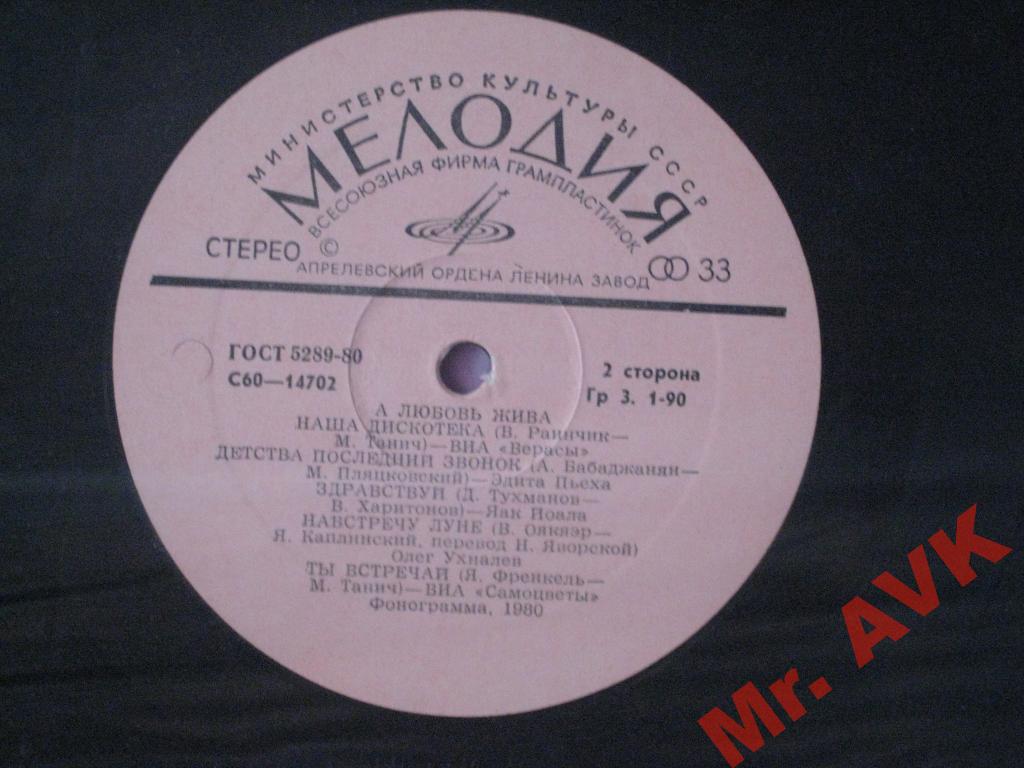 МИНИСТЕРСТВО КУЛЬТУРЫ СССР
МЕЛОДИЯ
ВСЕСОЮЗНАЯ ФИРМА ГРАМПЛАСТИНОК
СТЕРЕО © 33
АПРЕЛЕВСКИЙ ОРДЕНА ЛЕНИНА ЗАВОД
ГОСТ 5289-80
С60—14702
2 сторона
Гр 3. 1-90
А ЛЮБОВЬ ЖИВА
НАША ДИСКОТЕКА (В. Раинчик—
М. Танич)—ВИА «Верасы»
ДЕТСТВА ПОСЛЕДНИЙ ЗВОНОК (А. Бабаджанян—
М. Пляцковский)—Эдита Пьеха
ЗДРАВСТВУЙ (Д. Тухманов—
В. Харитонов)—Яак Йоала
НАВСТРЕЧУ ЛУНЕ (В. Оякяэр—
Я. Каплинский, перевод Н. Яворской)
Олег Ухналев
ТЫ ВСТРЕЧАЙ (Я. Френкель—
М. Танич)—ВИА «Самоцветы»
Фонограмма, 1980
Mr. AVK